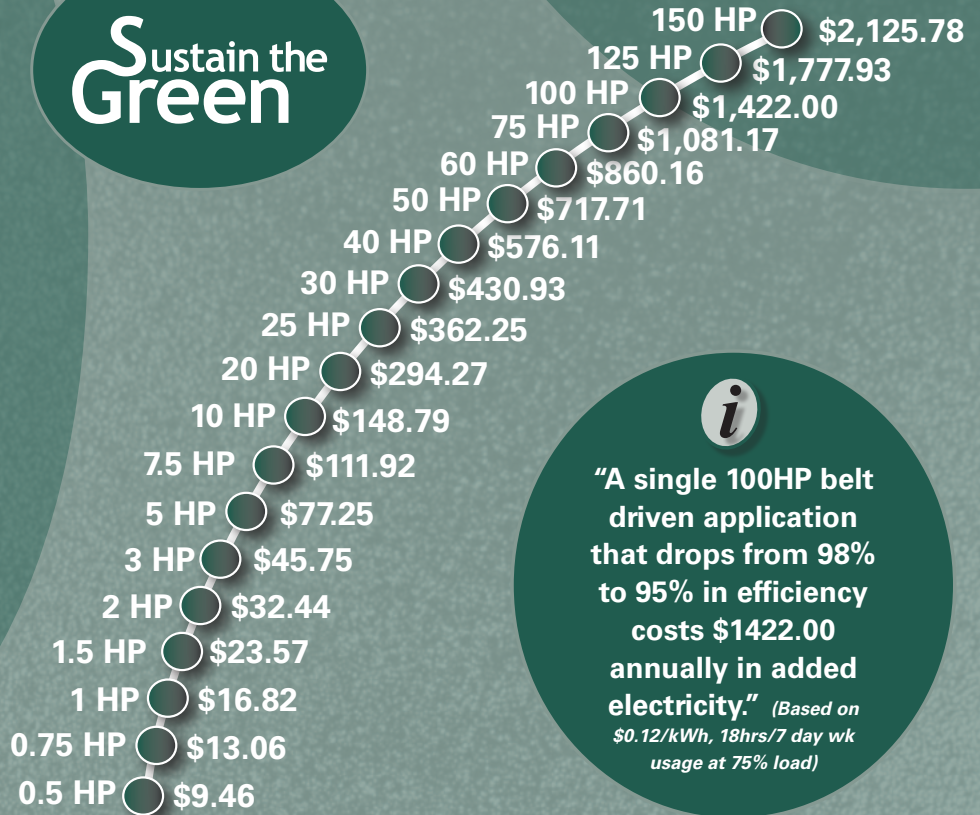 Sustain the
Green
150 HP $2,125.78
125 HP $1,777.93
100 HP $1,422.00
75 HP $1,081.17
60 HP $860.16
50 HP $717.71
40 HP $576.11
30 HP $430.93
25 HP $362.25
20 HP $294.27
10 HP $148.79
7.5 HP $111.92
5 HP $77.25
3 HP $45.75
2 HP $32.44
1.5 HP $23.57
1 HP $16.82
0.75 HP $13.06
0.5 HP $9.46
i
“A single 100HP belt
driven application
that drops from 98%
to 95% in efficiency
costs $1422.00
annually in added
electricity.” (Based on
$0.12/kWh, 18hrs/7 day wk
usage at 75% load)